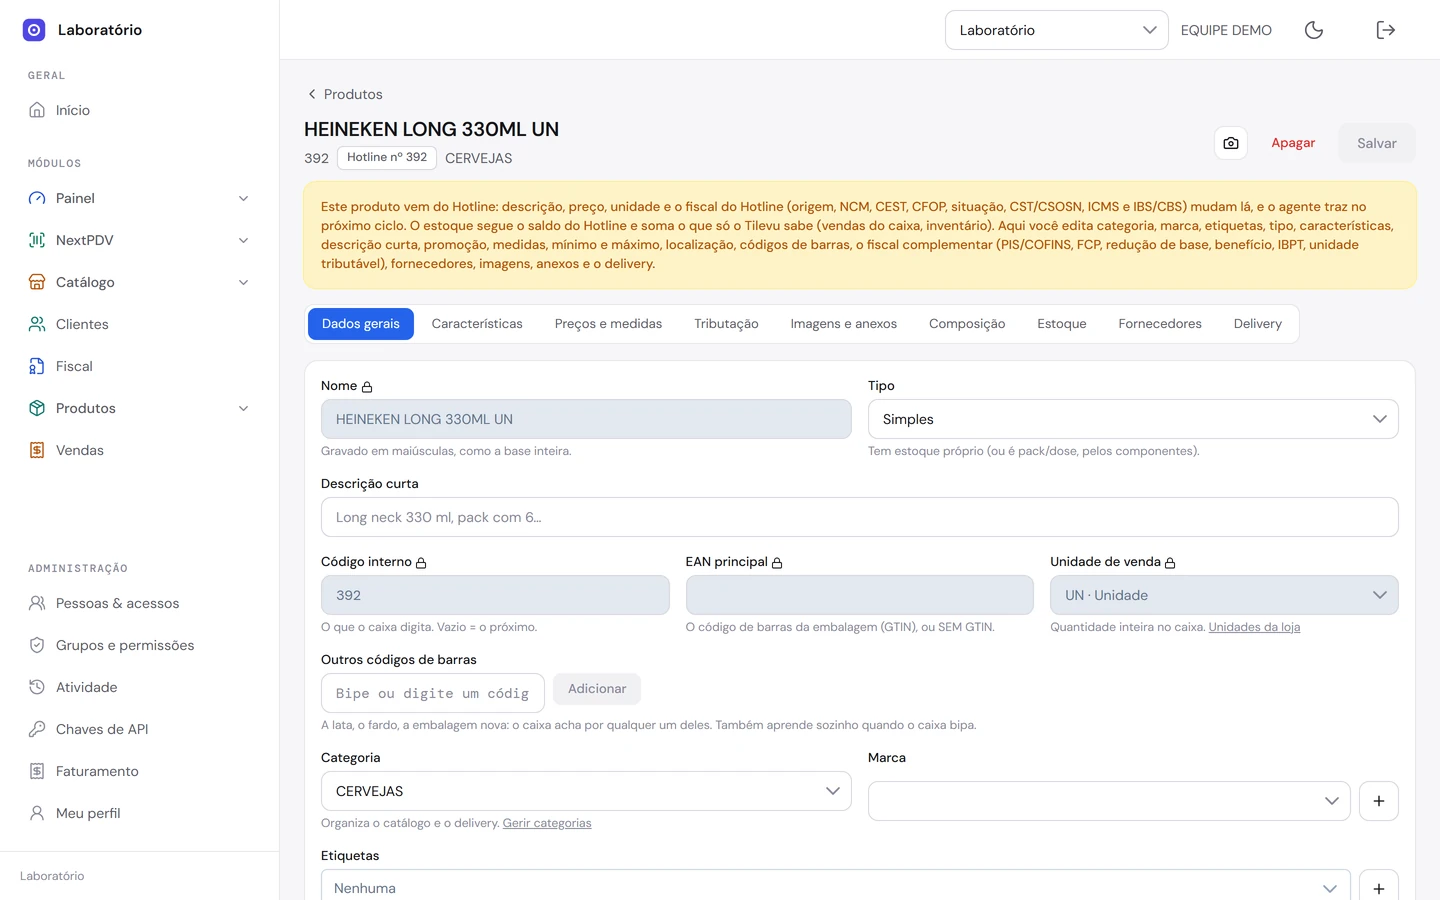 Laboratório
Laboratório
EQUIPE DEMO
GERAL
Início
MÓDULOS
Painel
NextPDV
Catálogo
Clientes
Fiscal
Produtos
Vendas
ADMINISTRAÇÃO
Pessoas & acessos
Grupos e permissões
Atividade
Chaves de API
Faturamento
Meu perfil
Laboratório
Produtos
HEINEKEN LONG 330ML UN
392 Hotline nº 392 CERVEJAS
Apagar
Salvar
Este produto vem do Hotline: descrição, preço, unidade e o fiscal do Hotline (origem, NCM, CEST, CFOP, situação, CST/CSOSN, ICMS e IBS/CBS) mudam lá, e o agente traz no
próximo ciclo. O estoque segue o saldo do Hotline e soma o que só o Tilevu sabe (vendas do caixa, inventário). Aqui você edita categoria, marca, etiquetas, tipo, características,
descrição curta, promoção, medidas, mínimo e máximo, localização, códigos de barras, o fiscal complementar (PIS/COFINS, FCP, redução de base, benefício, IBPT, unidade
tributável), fornecedores, imagens, anexos e o delivery.
Dados gerais Características Preços e medidas Tributação Imagens e anexos Composição Estoque Fornecedores Delivery
Nome
HEINEKEN LONG 330ML UN
Gravado em maiúsculas, como a base inteira.
Tipo
Simples
Tem estoque próprio (ou é pack/dose, pelos componentes).
Descrição curta
Long neck 330 ml, pack com 6...
Código interno
392
O que o caixa digita. Vazio = o próximo.
EAN principal
O código de barras da embalagem (GTIN), ou SEM GTIN.
Unidade de venda
UN · Unidade
Quantidade inteira no caixa. Unidades da loja
Outros códigos de barras
Bipe ou digite um códig
Adicionar
A lata, o fardo, a embalagem nova: o caixa acha por qualquer um deles. Também aprende sozinho quando o caixa bipa.
Categoria
CERVEJAS
Organiza o catálogo e o delivery. Gerir categorias
Marca
Etiquetas
Nenhuma